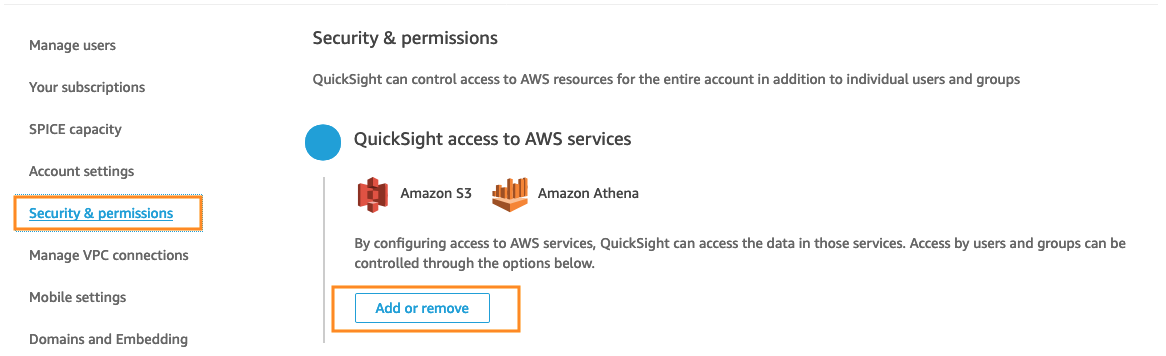 Manage users
Your subscriptions
SPICE capacity
Account settings
Security & permissions
Manage VPC connections
Mobile settings
Domains and Embedding
Security & permissions
QuickSight can control access to AWS resources for the entire account in addition to individual users and groups
QuickSight access to AWS services
Amazon S3
Amazon Athena
By configuring access to AWS services, QuickSight can access the data in those services. Access by users and groups can be
controlled through the options below.
Add or remove